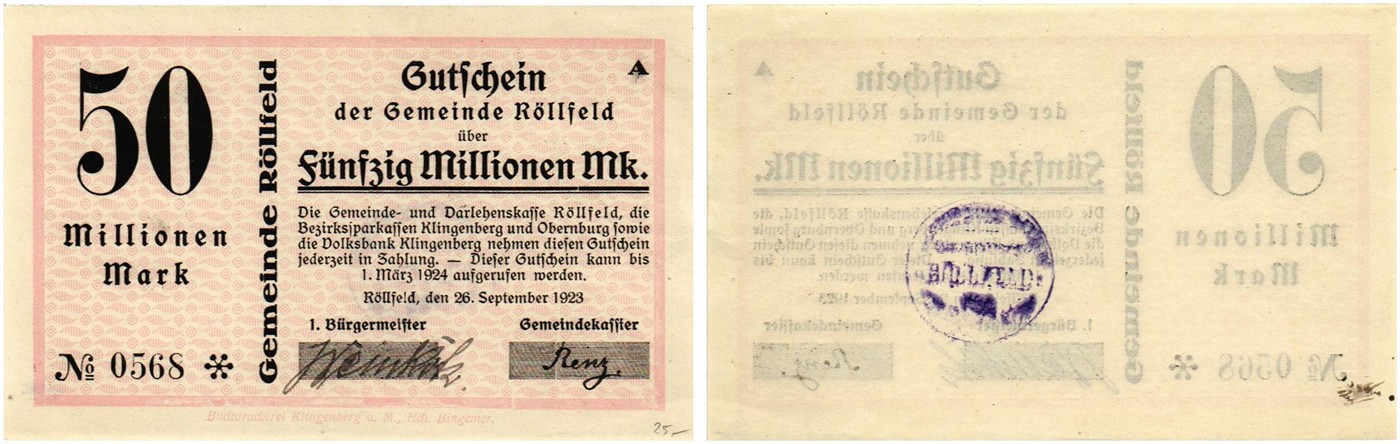 50
Millionen
Mark
№ 0568 *
Gemeinde Röllfeld
Gutschein
A
der Gemeinde Röllfeld
über
Fünfzig Millionen Mk.
Die Gemeinde- und Darlehenskasse Röllfeld, die
Bezirksparkassen Klingenberg und Obernburg sowie
die Volksbank Klingenberg nehmen diesen Gutschein
jederzeit in Zahlung. — Dieser Gutschein kann bis
1. März 1924 aufgerufen werden.
Röllfeld, den 26. September 1923
1. Bürgermeister Gemeindekassier
Renz.
Buchdruckerei Klingenberg a. M., Hch. Bingemer.
25.-